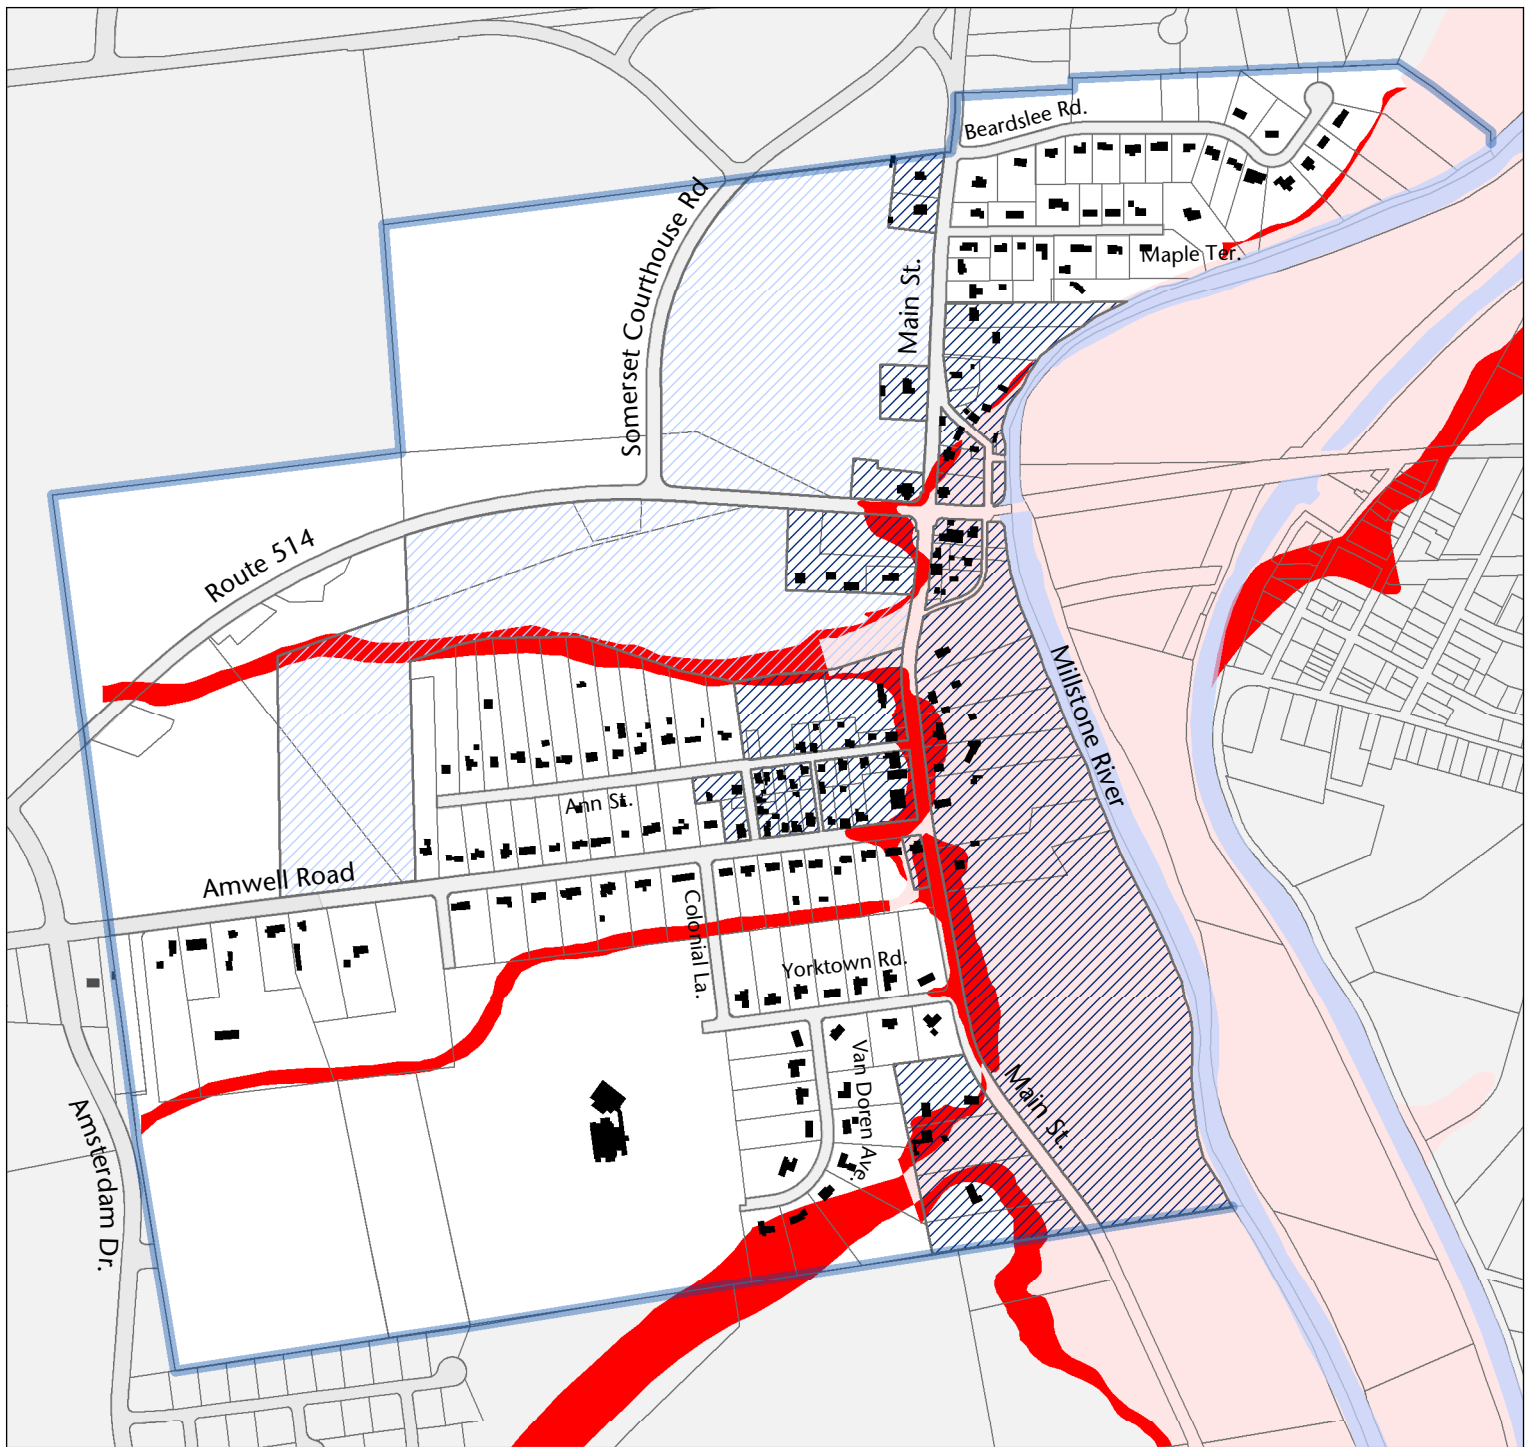 Beardslee Rd.
Somerset Courthouse Rd
Main St.
Maple Ter.
Route 514
Millstone River
Ann St.
Amwell Road
Colonial La.
Yorktown Rd.
Van Doren Ave.
Main St.
Amsterdam Dr.